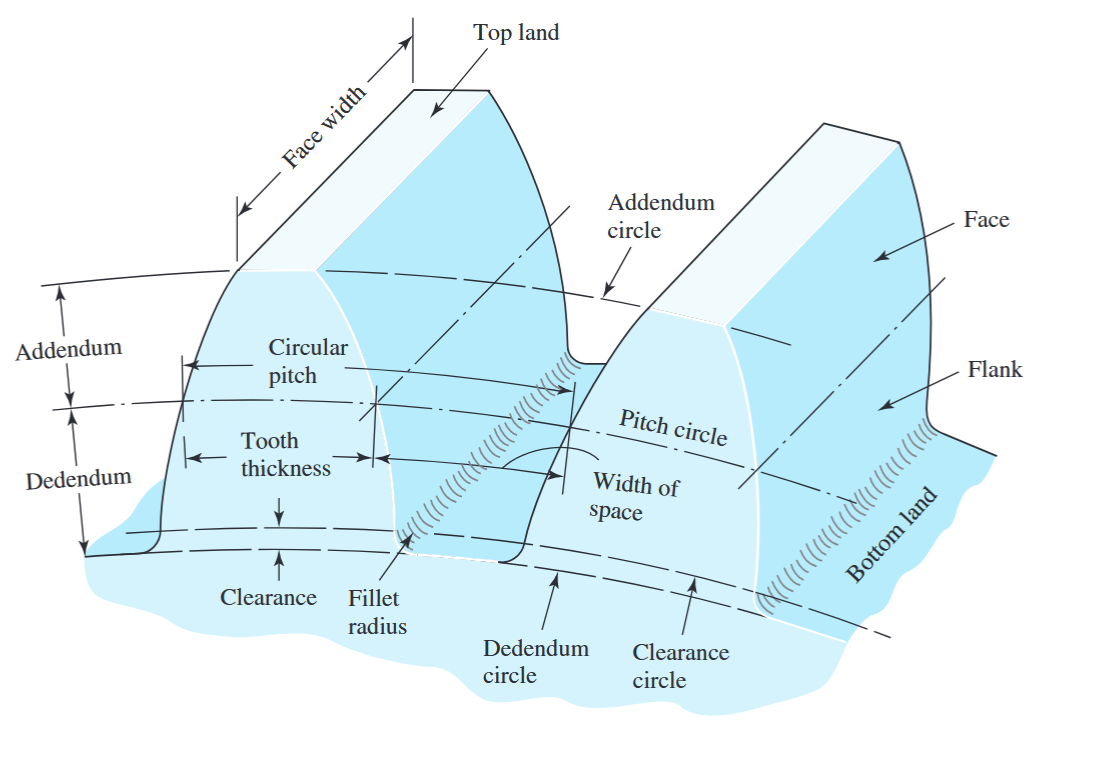 Top land
Face width
Addendum
circle
Face
Addendum
Circular
pitch
Flank
Pitch circle
Tooth
thickness
Dedendum
Width of
space
Bottom land
Clearance
Fillet
radius
Dedendum
circle
Clearance
circle